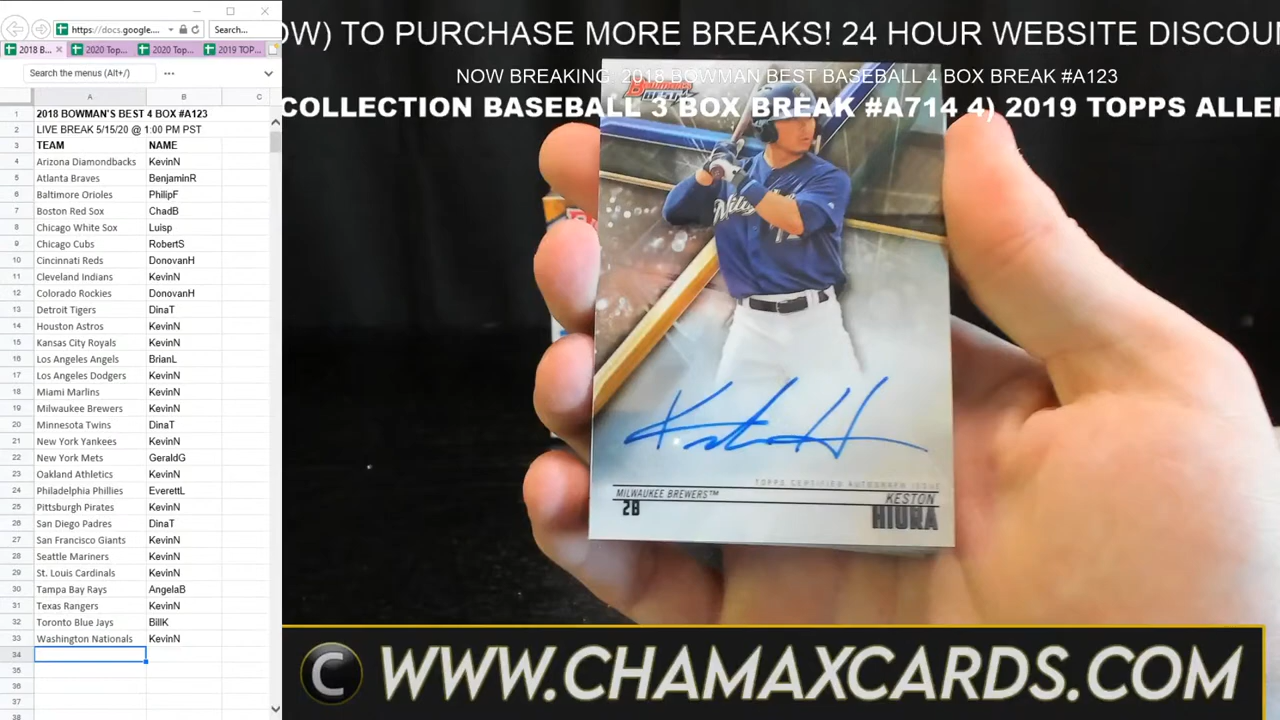 https://docs.google....
Search...
2018 B...
2020 Top...
2020 Top...
2019 TOP...
Search the menus (Alt+/)
A B C
1 2018 BOWMAN'S BEST 4 BOX #A123
2 LIVE BREAK 5/15/20 @ 1:00 PM PST
3 TEAM NAME
4 Arizona Diamondbacks KevinN
5 Atlanta Braves BenjaminR
6 Baltimore Orioles PhilipF
7 Boston Red Sox ChadB
8 Chicago White Sox Luisp
9 Chicago Cubs RobertS
10 Cincinnati Reds DonovanH
11 Cleveland Indians KevinN
12 Colorado Rockies DonovanH
13 Detroit Tigers DinaT
14 Houston Astros KevinN
15 Kansas City Royals KevinN
16 Los Angeles Angels BrianL
17 Los Angeles Dodgers KevinN
18 Miami Marlins KevinN
19 Milwaukee Brewers KevinN
20 Minnesota Twins DinaT
21 New York Yankees KevinN
22 New York Mets GeraldG
23 Oakland Athletics KevinN
24 Philadelphia Phillies EverettL
25 Pittsburgh Pirates KevinN
26 San Diego Padres DinaT
27 San Francisco Giants KevinN
28 Seattle Mariners KevinN
29 St. Louis Cardinals KevinN
30 Tampa Bay Rays AngelaB
31 Texas Rangers KevinN
32 Toronto Blue Jays BillK
33 Washington Nationals KevinN
34
35
36
37
38
OW) TO PURCHASE MORE BREAKS! 24 HOUR WEBSITE DISCOU
NOW BREAKING: 2018 BOWMAN BEST BASEBALL 4 BOX BREAK #A123
COLLECTION BASEBALL 3 BOX BREAK #A714 4) 2019 TOPPS ALLE
TOPPS CERTIFIED AUTOGRAPH ISSUE
MILWAUKEE BREWERS™
2B
KESTON
HIURA
C WWW.CHAMAXCARDS.COM